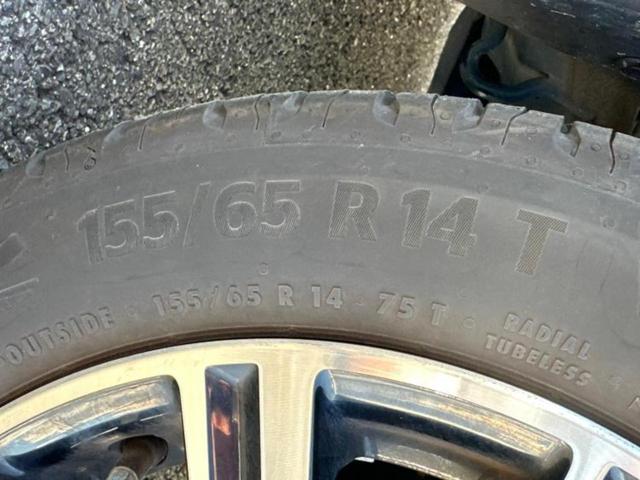 155/65 R 14 T
OUTSIDE · 155/65 R 14 75 T · RADIAL TUBELESS